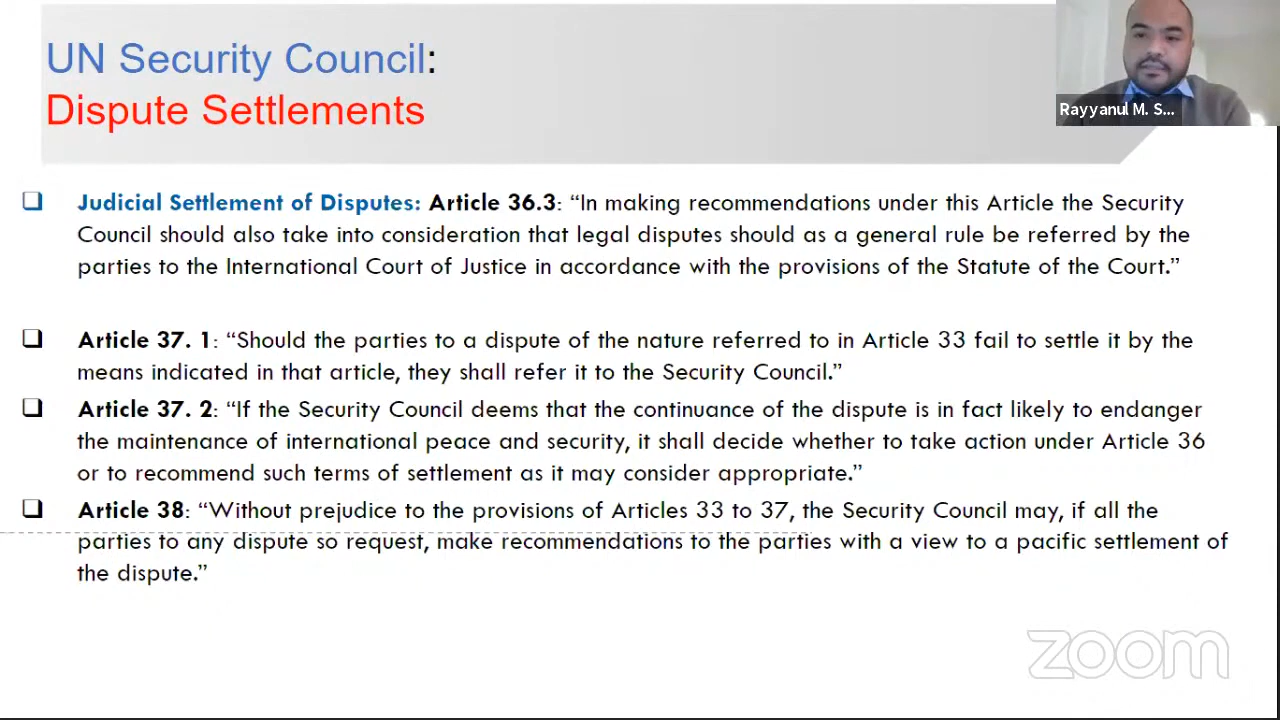 UN Security Council:
Dispute Settlements
Rayyanul M. S...
❑ Judicial Settlement of Disputes: Article 36.3: “In making recommendations under this Article the Security
Council should also take into consideration that legal disputes should as a general rule be referred by the
parties to the International Court of Justice in accordance with the provisions of the Statute of the Court.”
❑ Article 37. 1: “Should the parties to a dispute of the nature referred to in Article 33 fail to settle it by the
means indicated in that article, they shall refer it to the Security Council.”
❑ Article 37. 2: “If the Security Council deems that the continuance of the dispute is in fact likely to endanger
the maintenance of international peace and security, it shall decide whether to take action under Article 36
or to recommend such terms of settlement as it may consider appropriate.”
❑ Article 38: “Without prejudice to the provisions of Articles 33 to 37, the Security Council may, if all the
parties to any dispute so request, make recommendations to the parties with a view to a pacific settlement of
the dispute.”
zoom